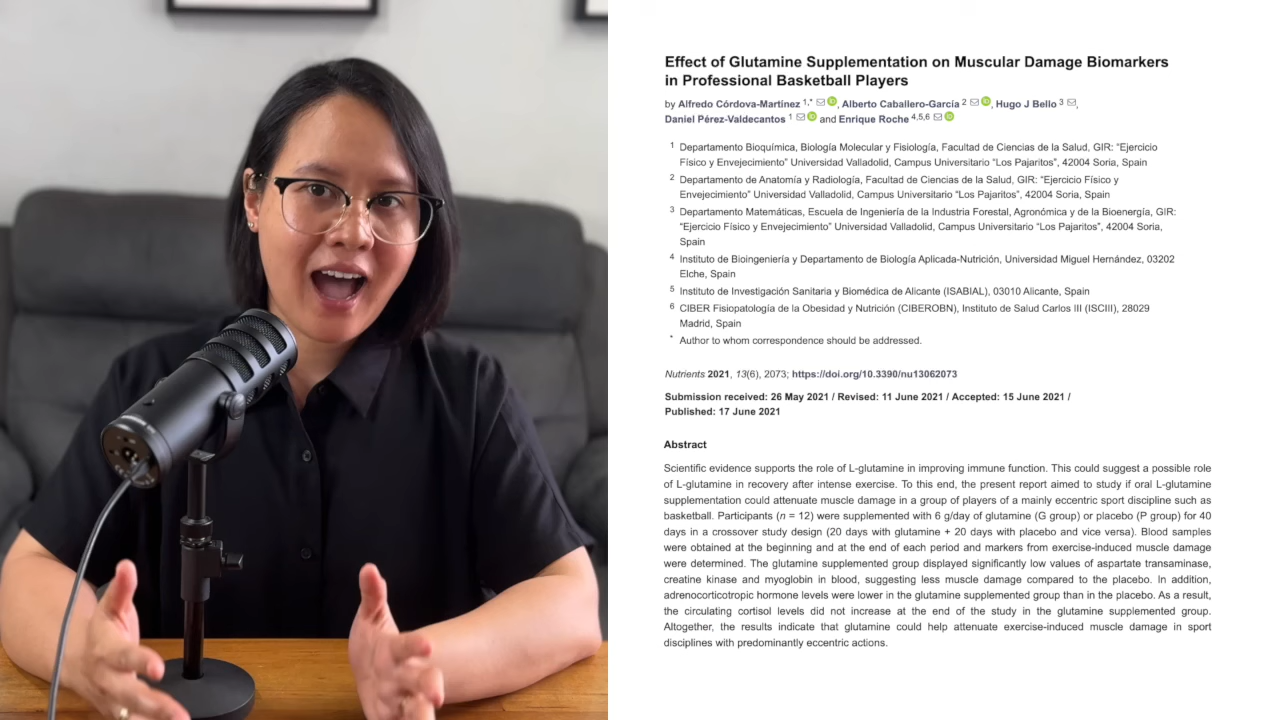 Effect of Glutamine Supplementation on Muscular Damage Biomarkers
in Professional Basketball Players
by Alfredo Córdova-Martínez 1,*, Alberto Caballero-García 2, Hugo J Bello 3,
Daniel Pérez-Valdecantos 1 and Enrique Roche 4,5,6
1 Departamento Bioquímica, Biología Molecular y Fisiología, Facultad de Ciencias de la Salud, GIR: “Ejercicio
Físico y Envejecimiento” Universidad Valladolid, Campus Universitario “Los Pajaritos”, 42004 Soria, Spain
2 Departamento de Anatomía y Radiología, Facultad de Ciencias de la Salud, GIR: “Ejercicio Físico y
Envejecimiento” Universidad Valladolid, Campus Universitario “Los Pajaritos”, 42004 Soria, Spain
3 Departamento Matemáticas, Escuela de Ingeniería de la Industria Forestal, Agronómica y de la Bioenergía, GIR:
“Ejercicio Físico y Envejecimiento” Universidad Valladolid, Campus Universitario “Los Pajaritos”, 42004 Soria,
Spain
4 Instituto de Bioingeniería y Departamento de Biología Aplicada-Nutrición, Universidad Miguel Hernández, 03202
Elche, Spain
5 Instituto de Investigación Sanitaria y Biomédica de Alicante (ISABIAL), 03010 Alicante, Spain
6 CIBER Fisiopatología de la Obesidad y Nutrición (CIBEROBN), Instituto de Salud Carlos III (ISCIII), 28029
Madrid, Spain
* Author to whom correspondence should be addressed.
Nutrients 2021, 13(6), 2073; https://doi.org/10.3390/nu13062073
Submission received: 26 May 2021 / Revised: 11 June 2021 / Accepted: 15 June 2021 /
Published: 17 June 2021
Abstract
Scientific evidence supports the role of L-glutamine in improving immune function. This could suggest a possible role
of L-glutamine in recovery after intense exercise. To this end, the present report aimed to study if oral L-glutamine
supplementation could attenuate muscle damage in a group of players of a mainly eccentric sport discipline such as
basketball. Participants (n = 12) were supplemented with 6 g/day of glutamine (G group) or placebo (P group) for 40
days in a crossover study design (20 days with glutamine + 20 days with placebo and vice versa). Blood samples
were obtained at the beginning and at the end of each period and markers from exercise-induced muscle damage
were determined. The glutamine supplemented group displayed significantly low values of aspartate transaminase,
creatine kinase and myoglobin in blood, suggesting less muscle damage compared to the placebo. In addition,
adrenocorticotropic hormone levels were lower in the glutamine supplemented group than in the placebo. As a result,
the circulating cortisol levels did not increase at the end of the study in the glutamine supplemented group.
Altogether, the results indicate that glutamine could help attenuate exercise-induced muscle damage in sport
disciplines with predominantly eccentric actions.